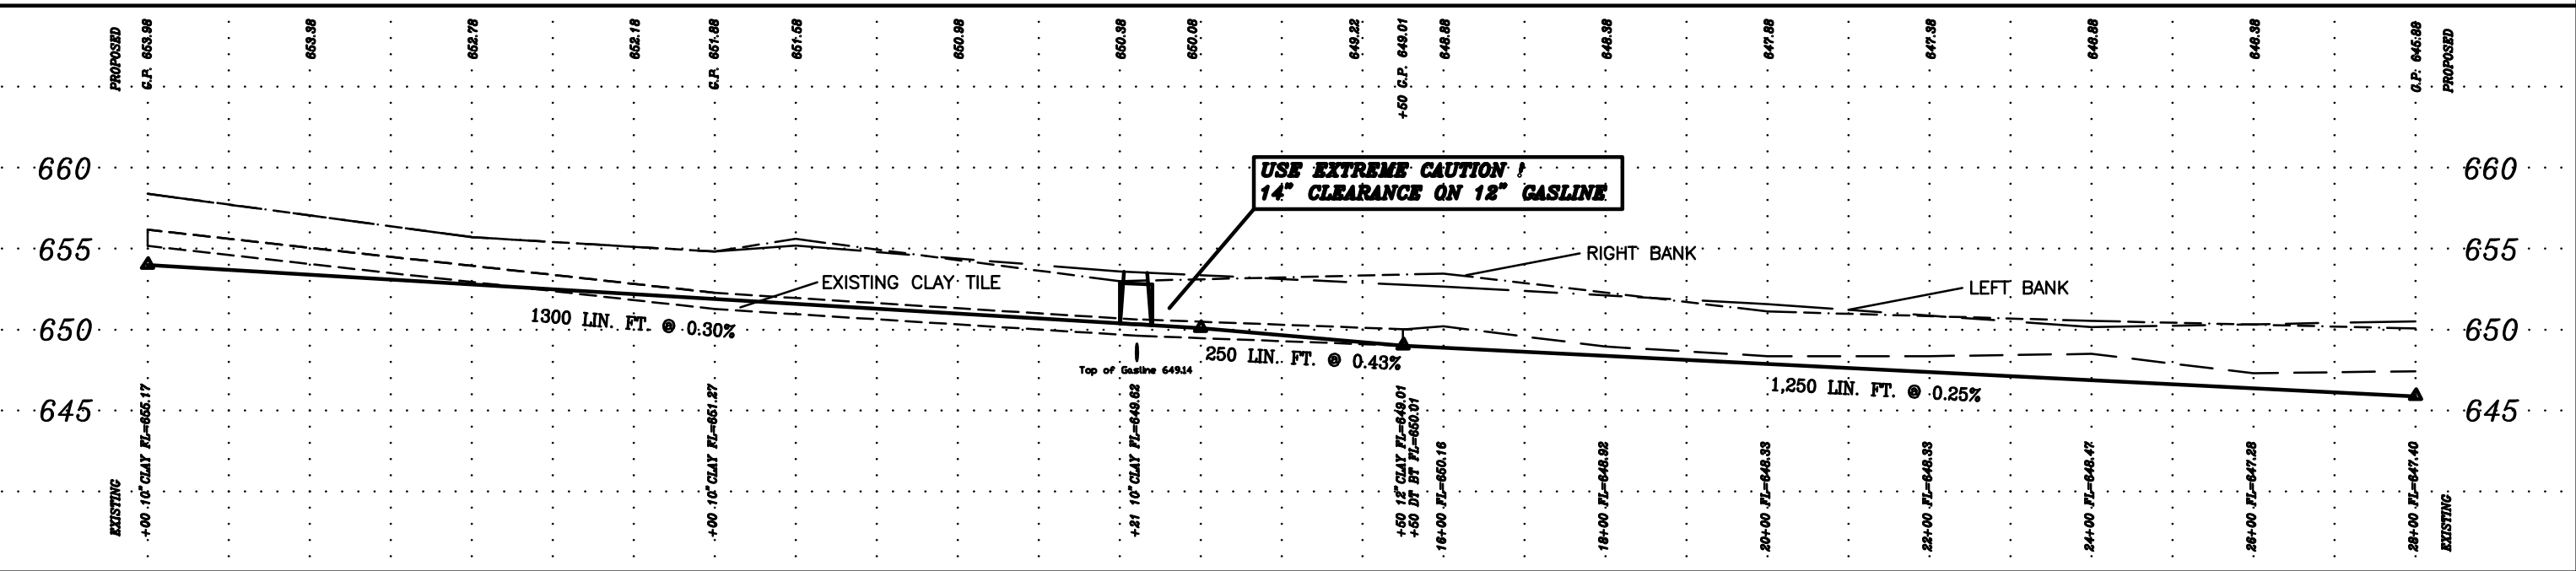 PROPOSED
G.P. 653.98
653.38
652.78
652.18
G.P. 651.88
651.58
650.98
650.38
650.08
649.22
+50 G.P. 649.01
648.88
648.38
647.88
647.38
646.88
646.38
G.P. 645.88
PROPOSED
660
660
USE EXTREME CAUTION !
14" CLEARANCE ON 12" GASLINE
655
655
RIGHT BANK
EXISTING CLAY TILE
LEFT BANK
650
650
1300 LIN. FT. @ 0.30%
250 LIN. FT. @ 0.43%
Top of Gasline 649.14
1,250 LIN. FT. @ 0.25%
645
645
EXISTING
+00 10" CLAY FL=655.17
+00 10" CLAY FL=651.27
+21 10" CLAY FL=649.62
+50 12" CLAY FL=649.01
+50 DT BT FL=650.01
16+00 FL=650.16
18+00 FL=648.92
20+00 FL=648.33
22+00 FL=648.33
24+00 FL=648.47
26+00 FL=647.28
28+00 FL=647.40
EXISTING